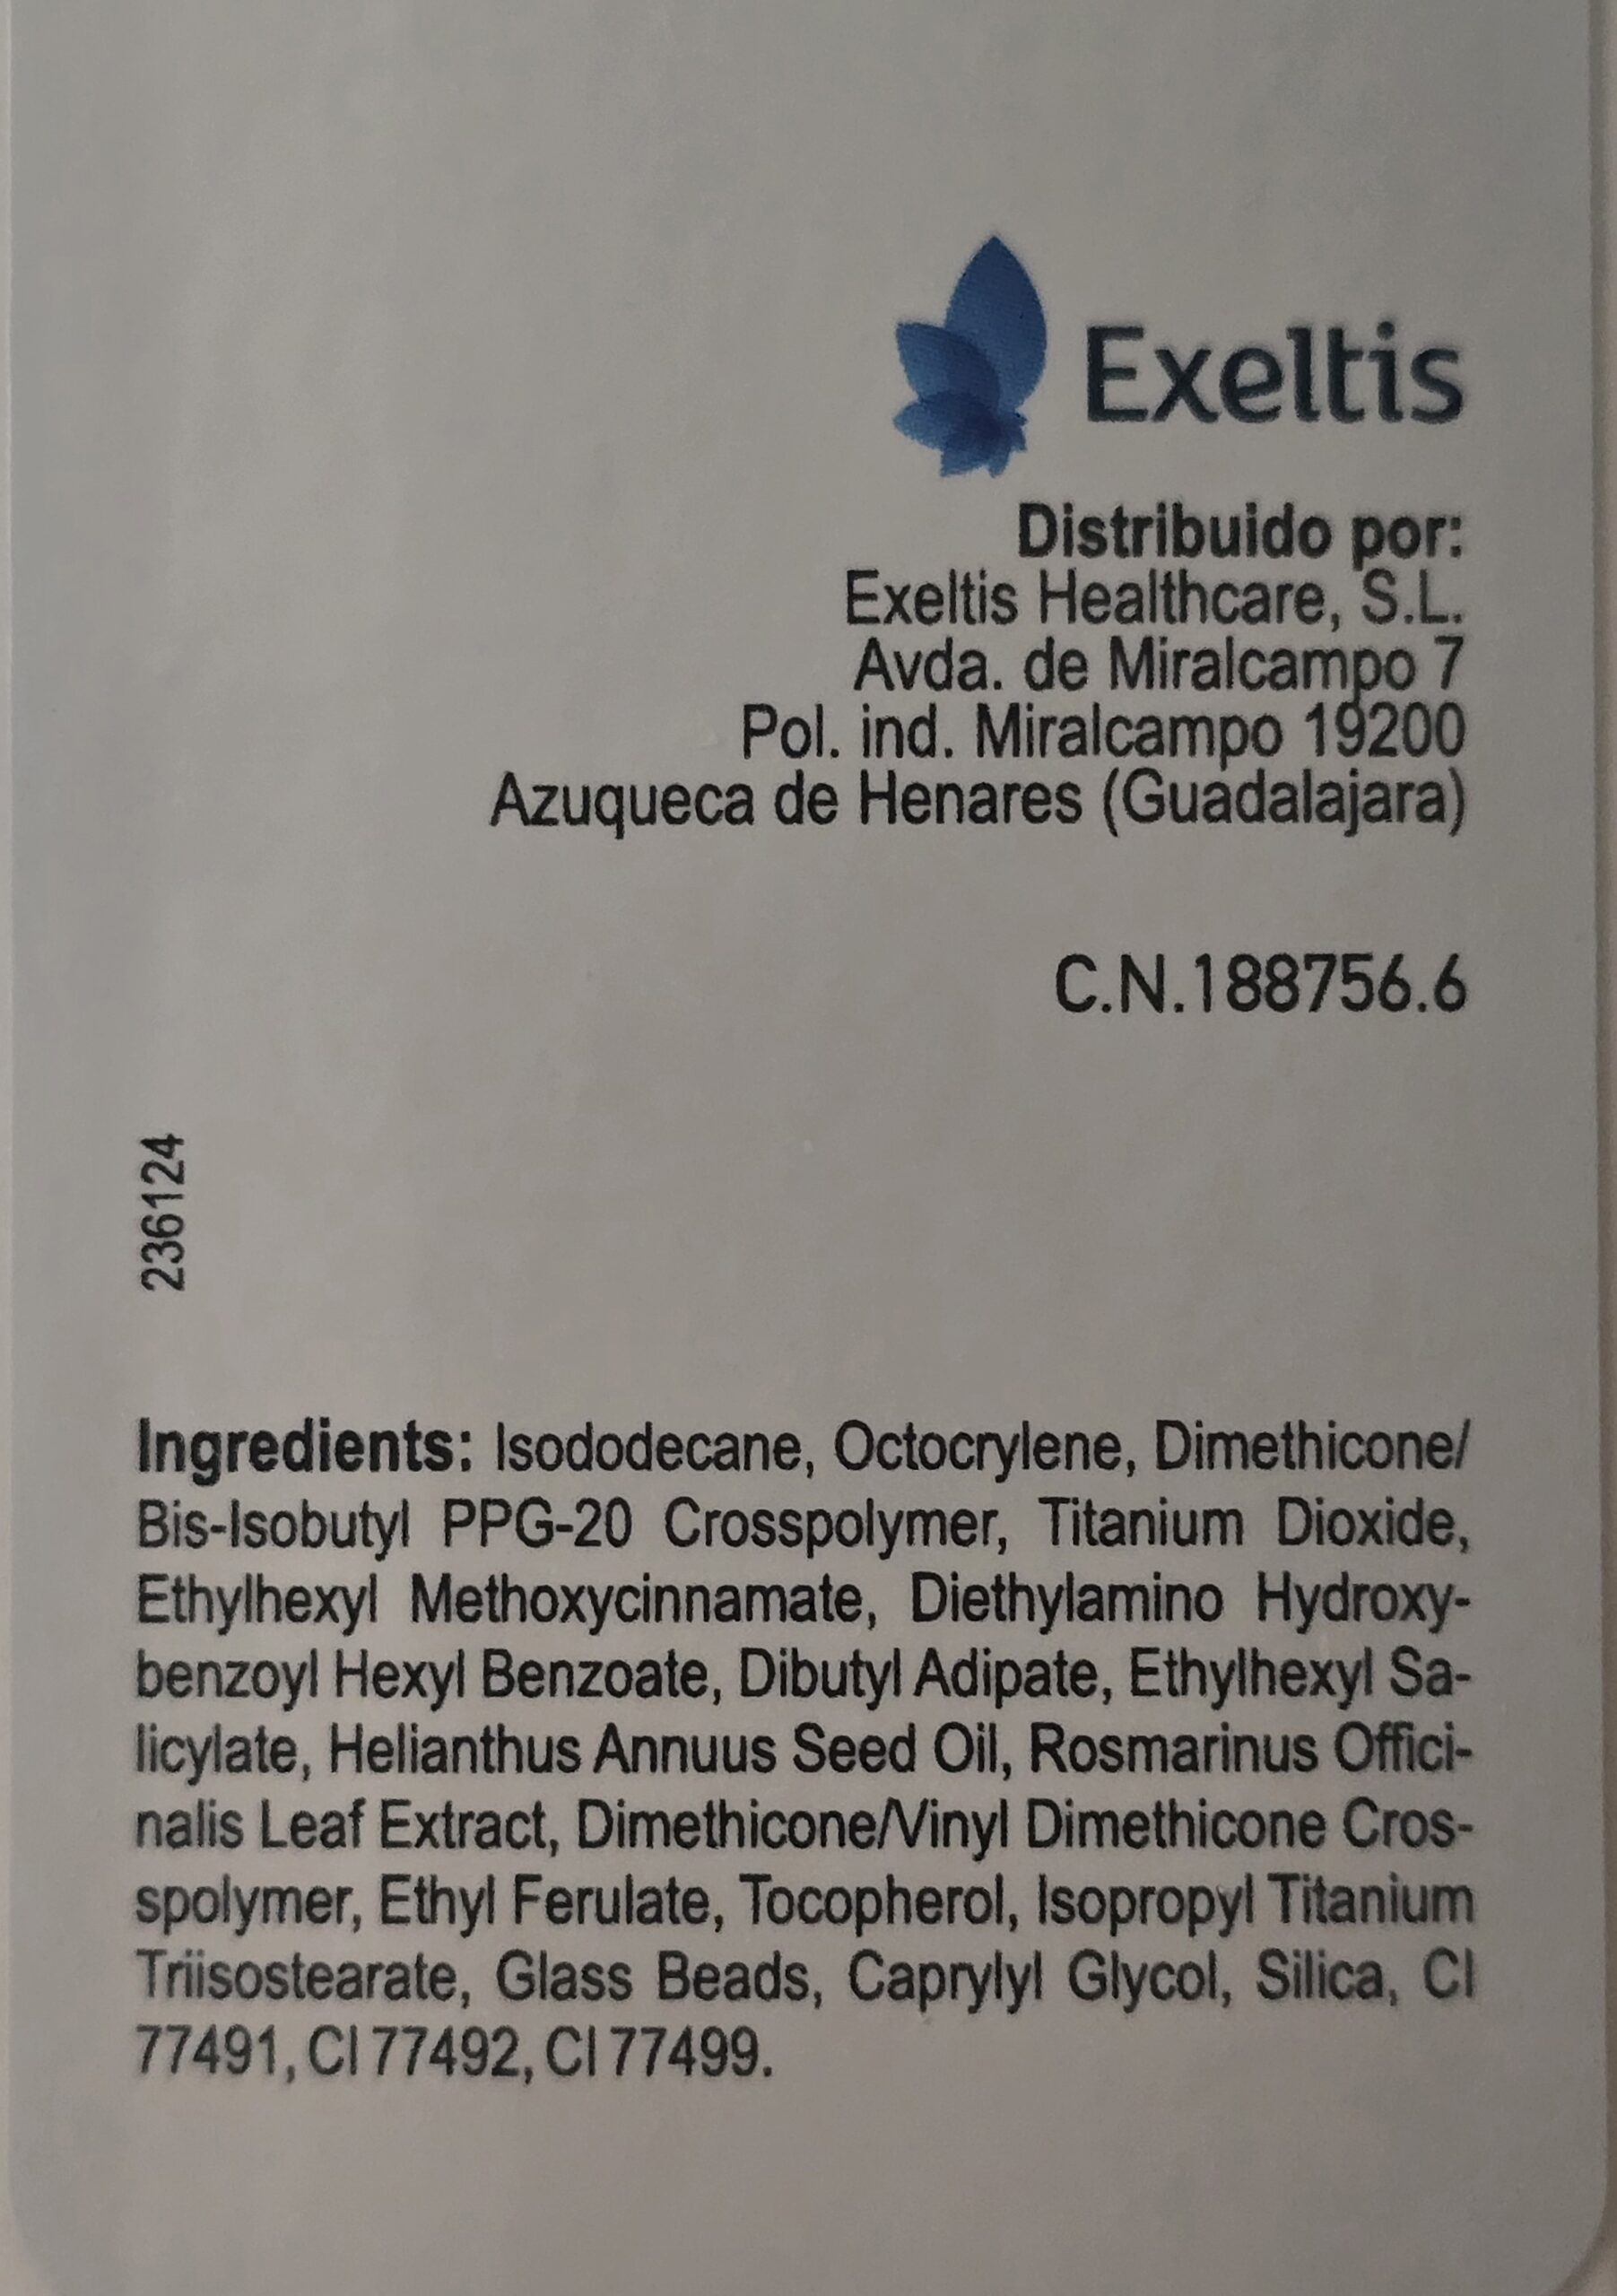 Exeltis
Distribuido por:
Exeltis Healthcare, S.L.
Avda. de Miralcampo 7
Pol. ind. Miralcampo 19200
Azuqueca de Henares (Guadalajara)
C.N.188756.6
236124
Ingredients: Isododecane, Octocrylene, Dimethicone/
Bis-Isobutyl PPG-20 Crosspolymer, Titanium Dioxide,
Ethylhexyl Methoxycinnamate, Diethylamino Hydroxy-
benzoyl Hexyl Benzoate, Dibutyl Adipate, Ethylhexyl Sa-
licylate, Helianthus Annuus Seed Oil, Rosmarinus Offici-
nalis Leaf Extract, Dimethicone/Vinyl Dimethicone Cros-
spolymer, Ethyl Ferulate, Tocopherol, Isopropyl Titanium
Triisostearate, Glass Beads, Caprylyl Glycol, Silica, CI
77491, CI 77492, CI 77499.